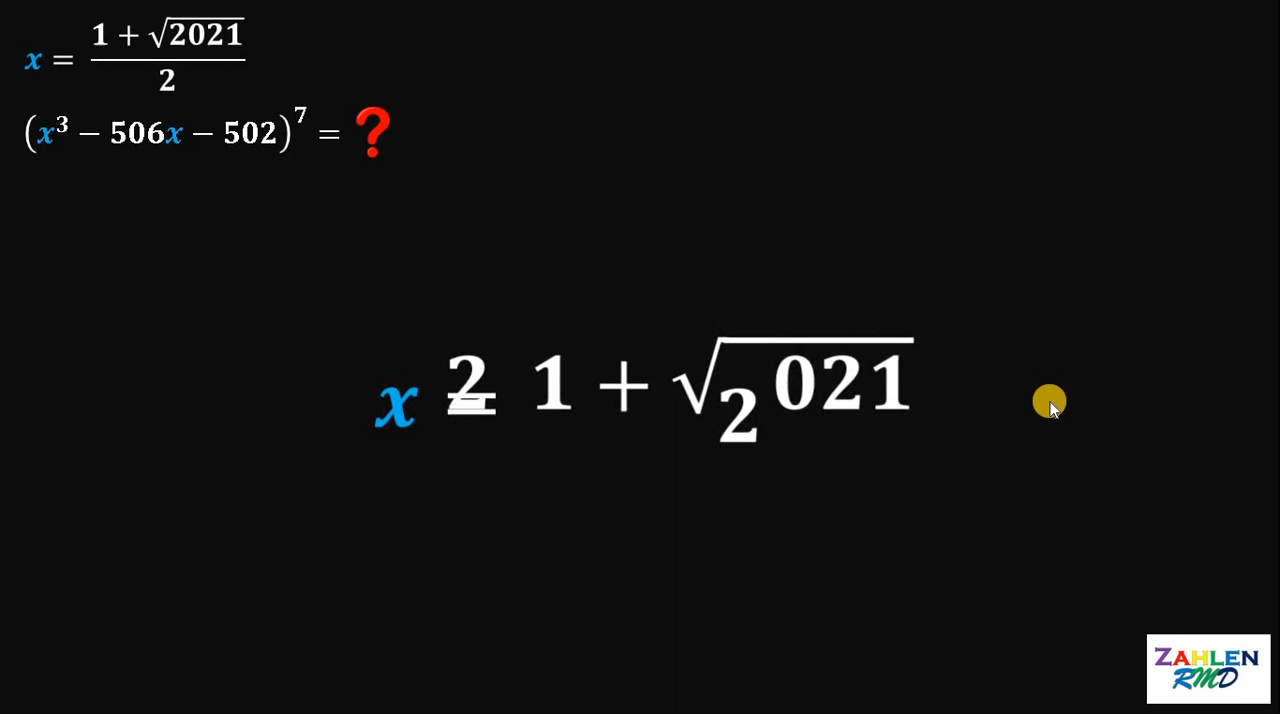 x = (1 + √2021) / 2
(x³ − 506x − 502)⁷ = ❓
x 2 = 1 + √2 021
ZAHLEN
RMD